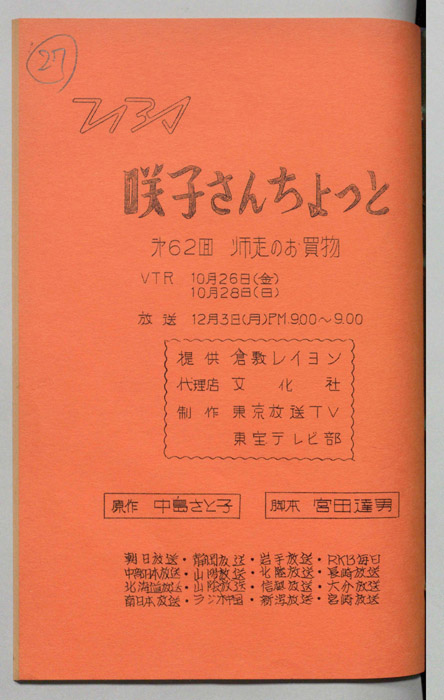 27
咲子さんちょっと
第62回 师走のお買物
VTR 10月26日(金)
10月28日(日)
放送 12月3日(月)PM.9.00~9.00
提供 倉敷レイヨン
代理店 文化社
制作 東京放送TV
東宝テレビ部
原作 中島さと子
脚本 宮田達男
朝日放送・静岡放送・岩手放送・RKB毎日
中部日本放送・山陽放送・北陸放送・長崎放送
北海道放送・山陰放送・信越放送・大分放送
南日本放送・ラジオ中国・新潟放送・宮崎放送